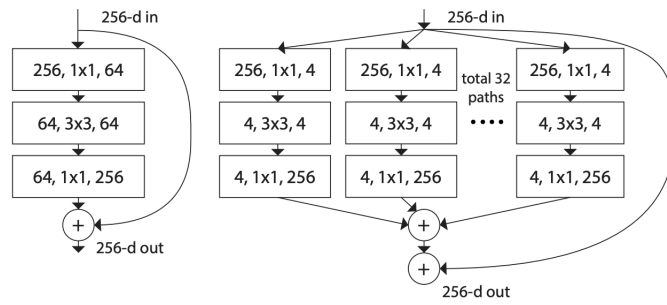 256-d in
256, 1x1, 64
64, 3x3, 64
64, 1x1, 256
+
256-d out
256-d in
256, 1x1, 4
256, 1x1, 4
256, 1x1, 4
total 32
paths
4, 3x3, 4
4, 3x3, 4
....
4, 3x3, 4
4, 1x1, 256
4, 1x1, 256
4, 1x1, 256
+
+
256-d out